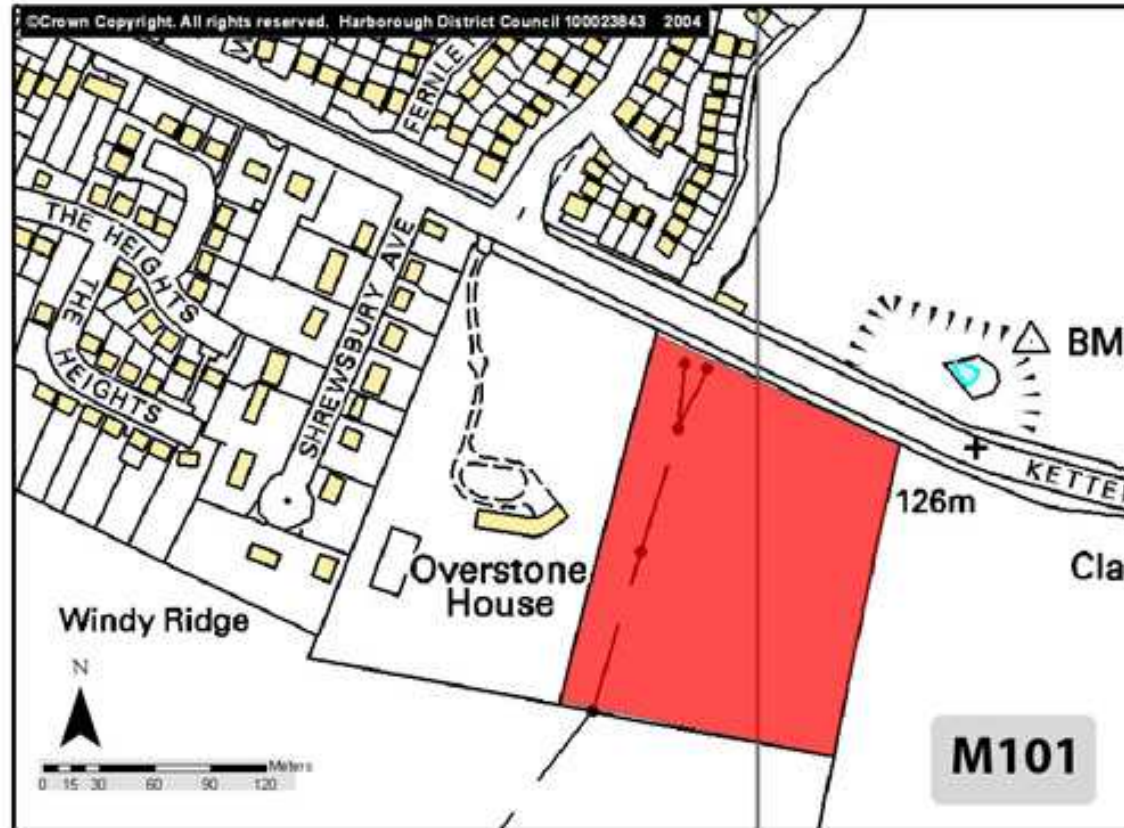 ©Crown Copyright. All rights reserved. Harborough District Council 100023843 2004
THE HEIGHTS
THE
HEIGHTS
SHREWSBURY AVE
BM
KETTE
126m
Cla
Overstone
House
Windy Ridge
N
Meters
0 15 30 60 90 120
M101